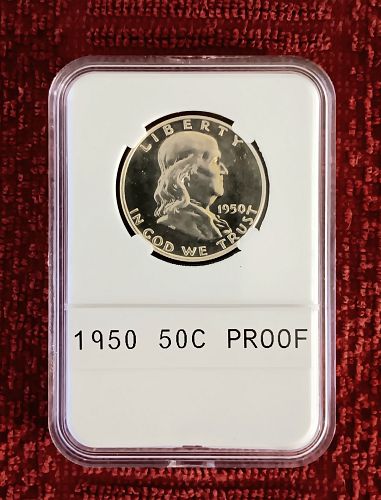 LIBERTY
1950
IN GOD WE TRUST
1950 50C PROOF